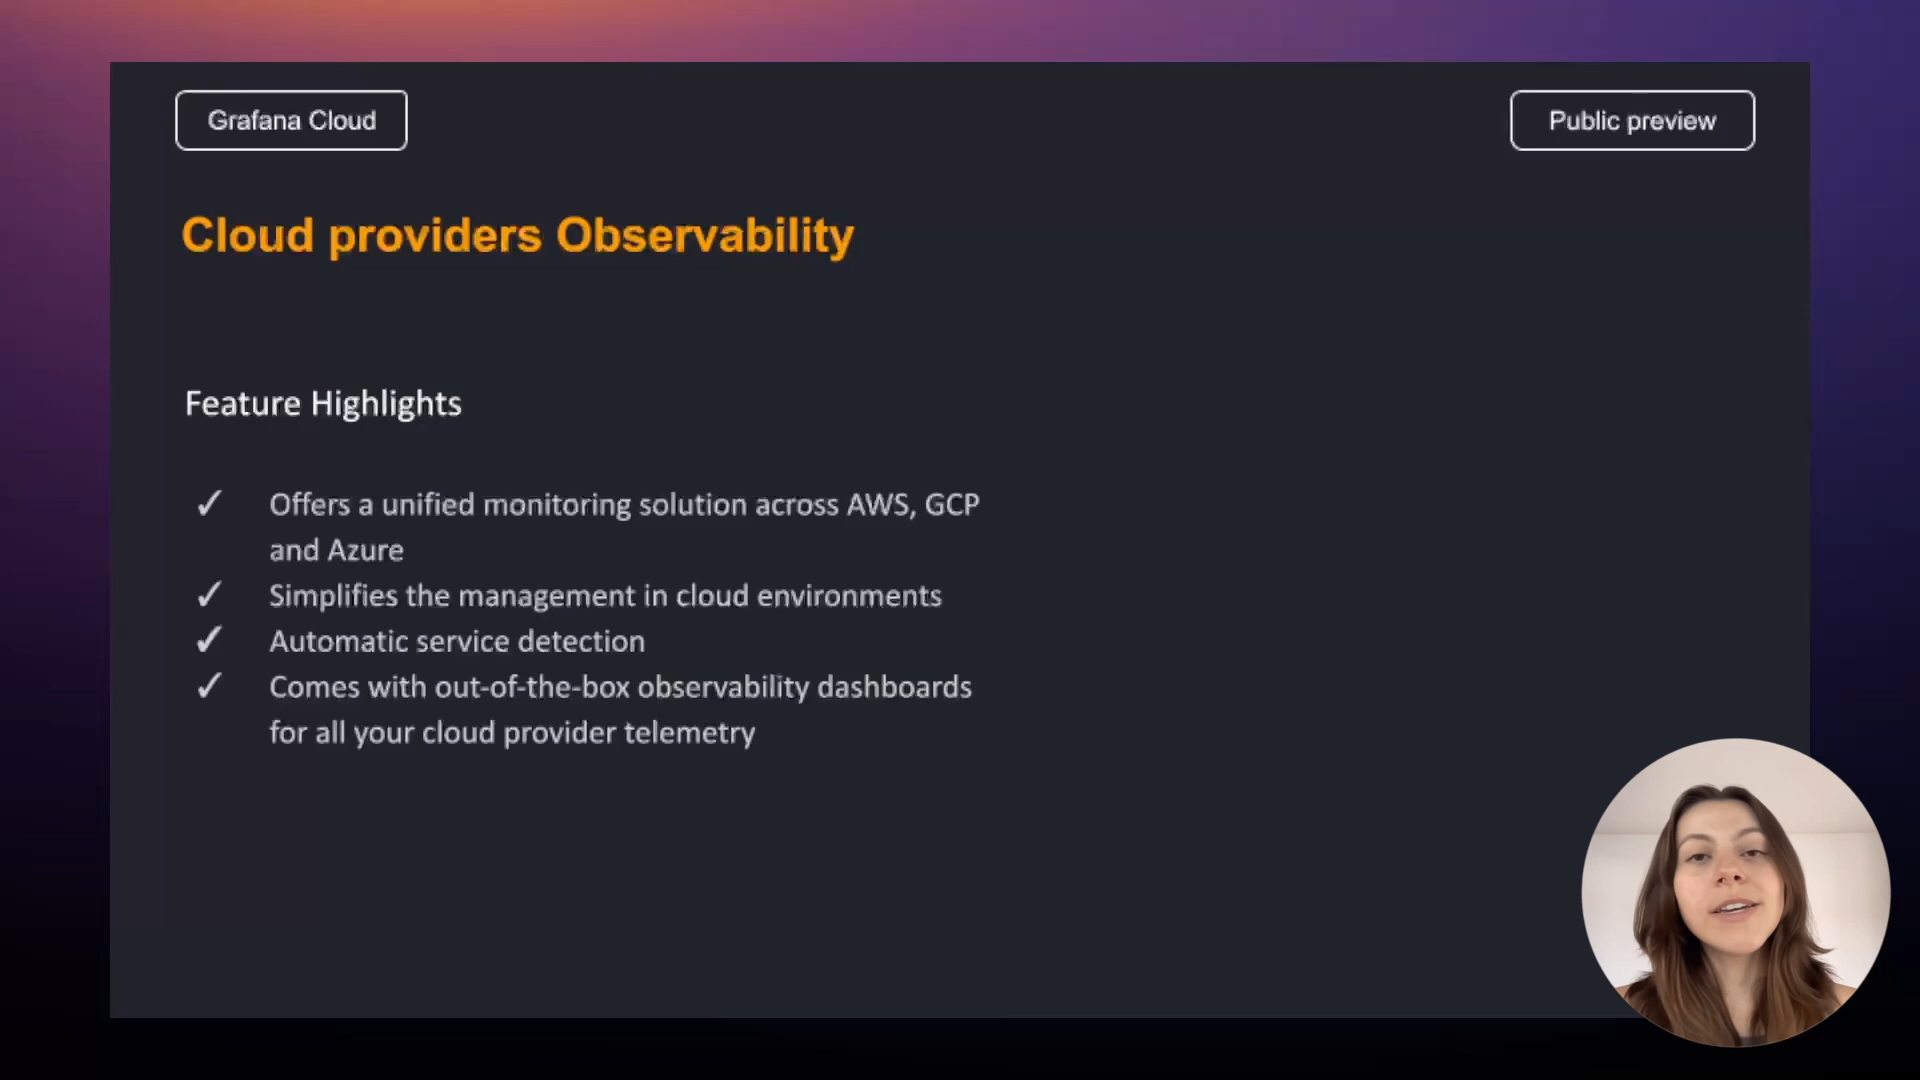 Grafana Cloud
Public preview
Cloud providers Observability
Feature Highlights
✓ Offers a unified monitoring solution across AWS, GCP
and Azure
✓ Simplifies the management in cloud environments
✓ Automatic service detection
✓ Comes with out-of-the-box observability dashboards
for all your cloud provider telemetry